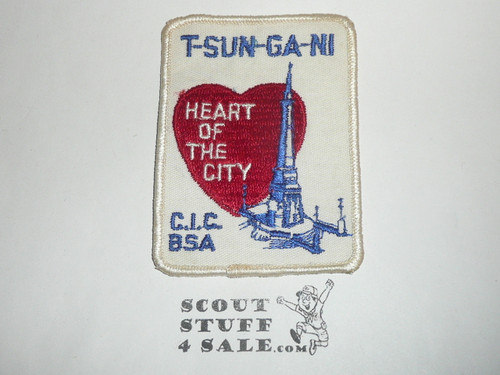 T-SUN-GA-NI
HEART
OF
THE
CITY
C.I.C.
BSA
SCOUT
STUFF
4 SALE.com